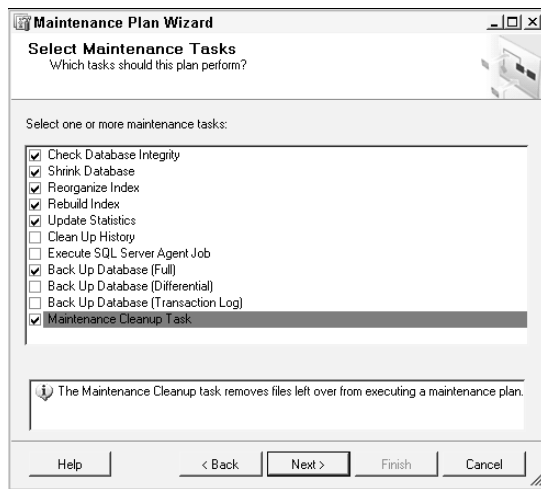 Maintenance Plan Wizard
Select Maintenance Tasks
Which tasks should this plan perform?
Select one or more maintenance tasks:
Check Database Integrity
Shrink Database
Reorganize Index
Rebuild Index
Update Statistics
Clean Up History
Execute SQL Server Agent Job
Back Up Database (Full)
Back Up Database (Differential)
Back Up Database (Transaction Log)
Maintenance Cleanup Task
The Maintenance Cleanup task removes files left over from executing a maintenance plan.
Help < Back Next > Finish Cancel